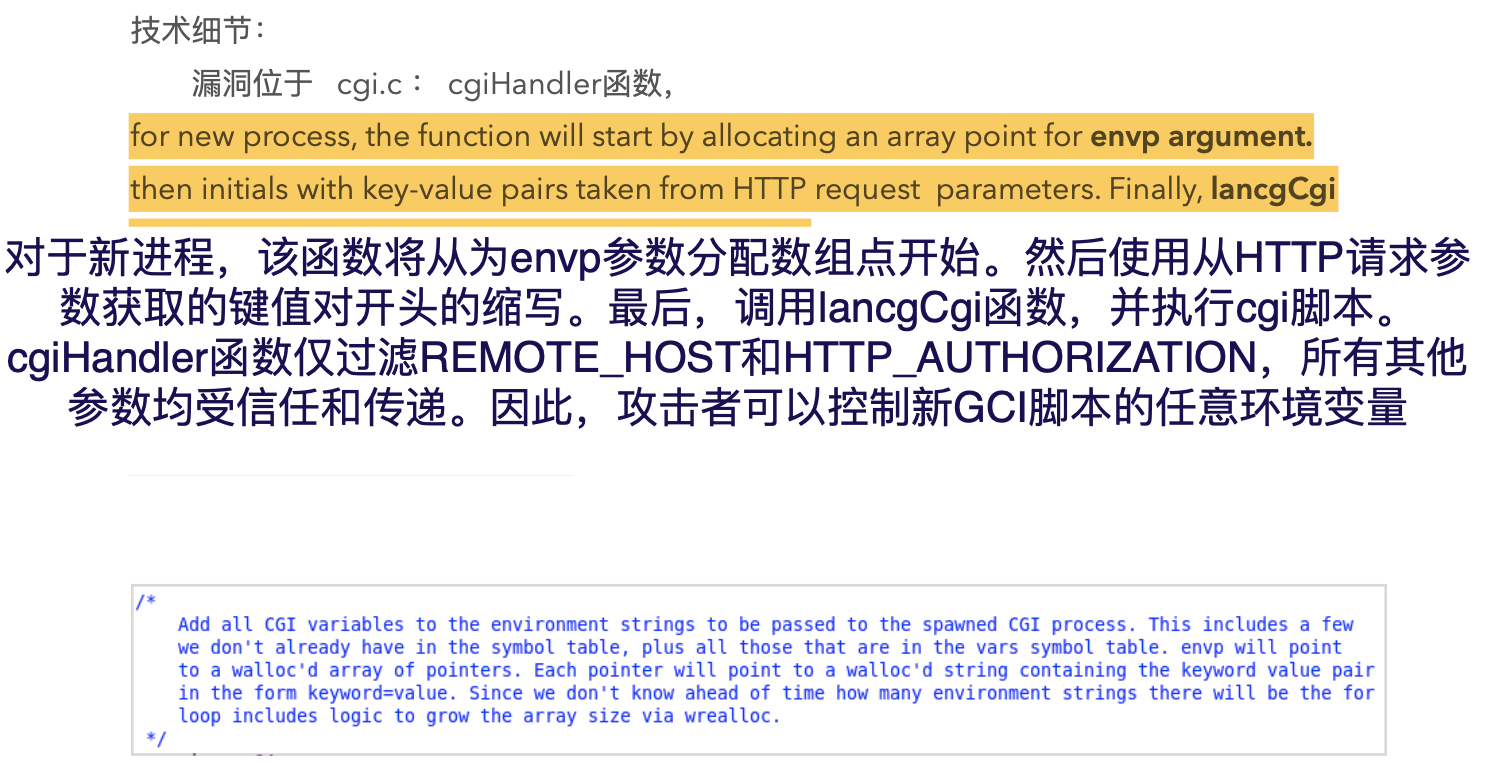 技术细节：
漏洞位于 cgi.c： cgiHandler函数，
for new process, the function will start by allocating an array point for envp argument.
then initials with key-value pairs taken from HTTP request parameters. Finally, lancgCgi
对于新进程，该函数将从为envp参数分配数组点开始。然后使用从HTTP请求参
数获取的键值对开头的缩写。最后，调用lancgCgi函数，并执行cgi脚本。
cgiHandler函数仅过滤REMOTE_HOST和HTTP_AUTHORIZATION，所有其他
参数均受信任和传递。因此，攻击者可以控制新GCI脚本的任意环境变量
/*
Add all CGI variables to the environment strings to be passed to the spawned CGI process. This includes a few
we don't already have in the symbol table, plus all those that are in the vars symbol table. envp will point
to a walloc'd array of pointers. Each pointer will point to a walloc'd string containing the keyword value pair
in the form keyword=value. Since we don't know ahead of time how many environment strings there will be the for
loop includes logic to grow the array size via wrealloc.
*/